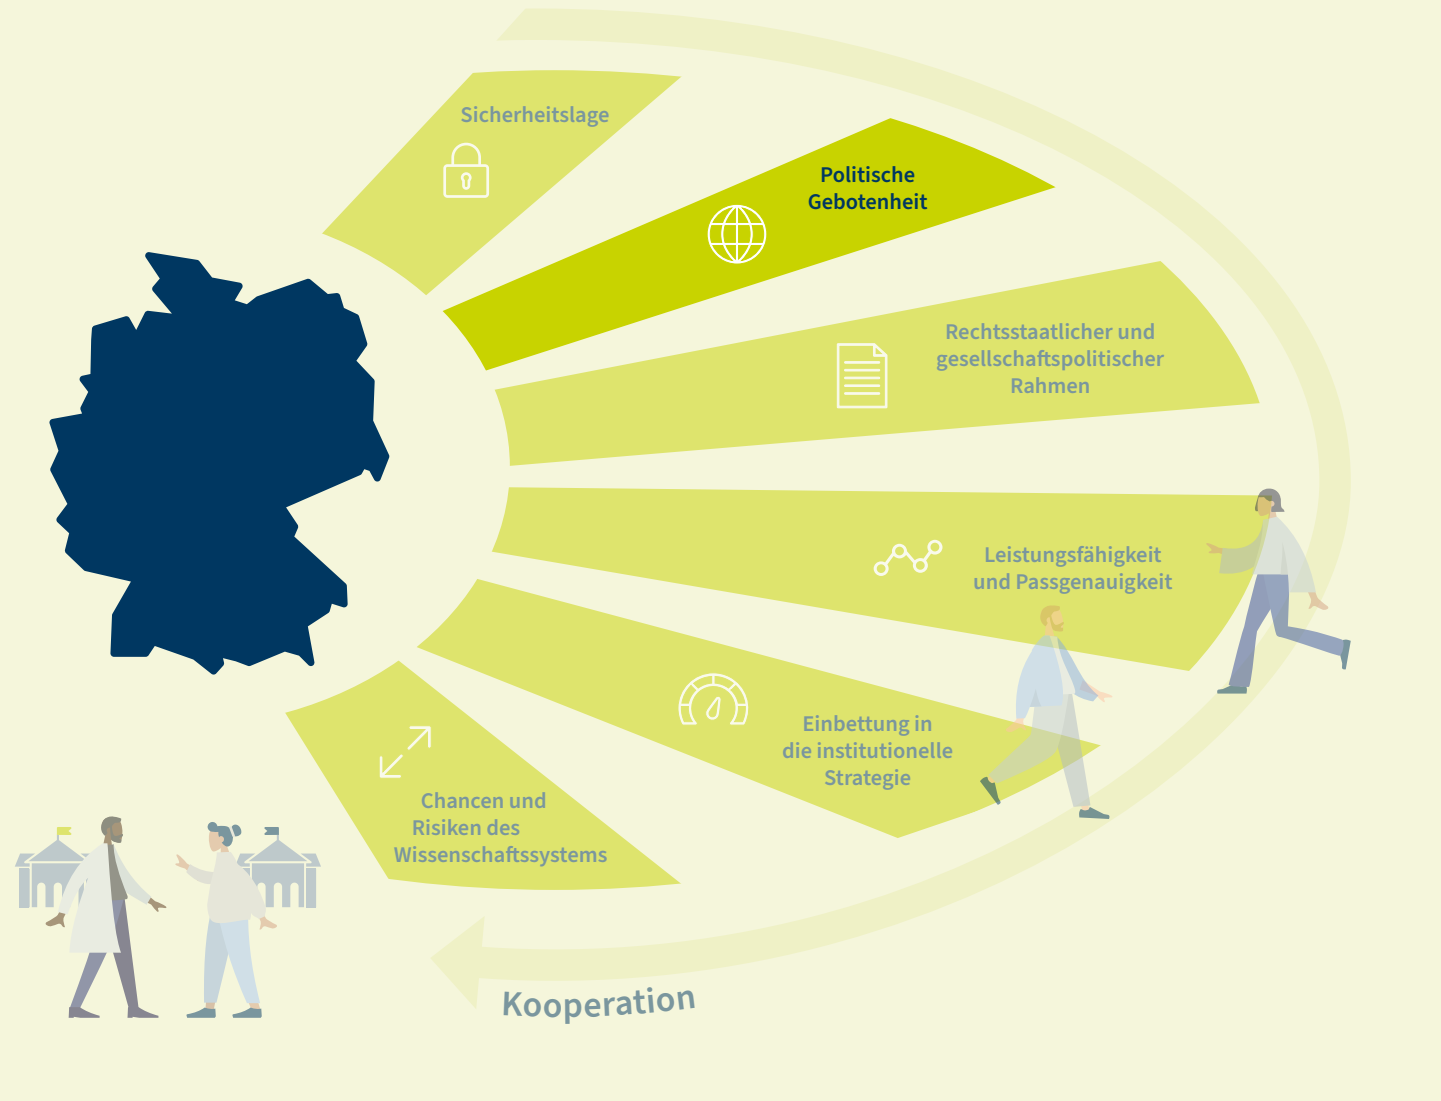 Sicherheitslage
Politische
Gebotenheit
Rechtsstaatlicher und
gesellschaftspolitischer
Rahmen
Leistungsfähigkeit
und Passgenauigkeit
Einbettung in
die institutionelle
Strategie
Chancen und
Risiken des
Wissenschaftssystems
Kooperation